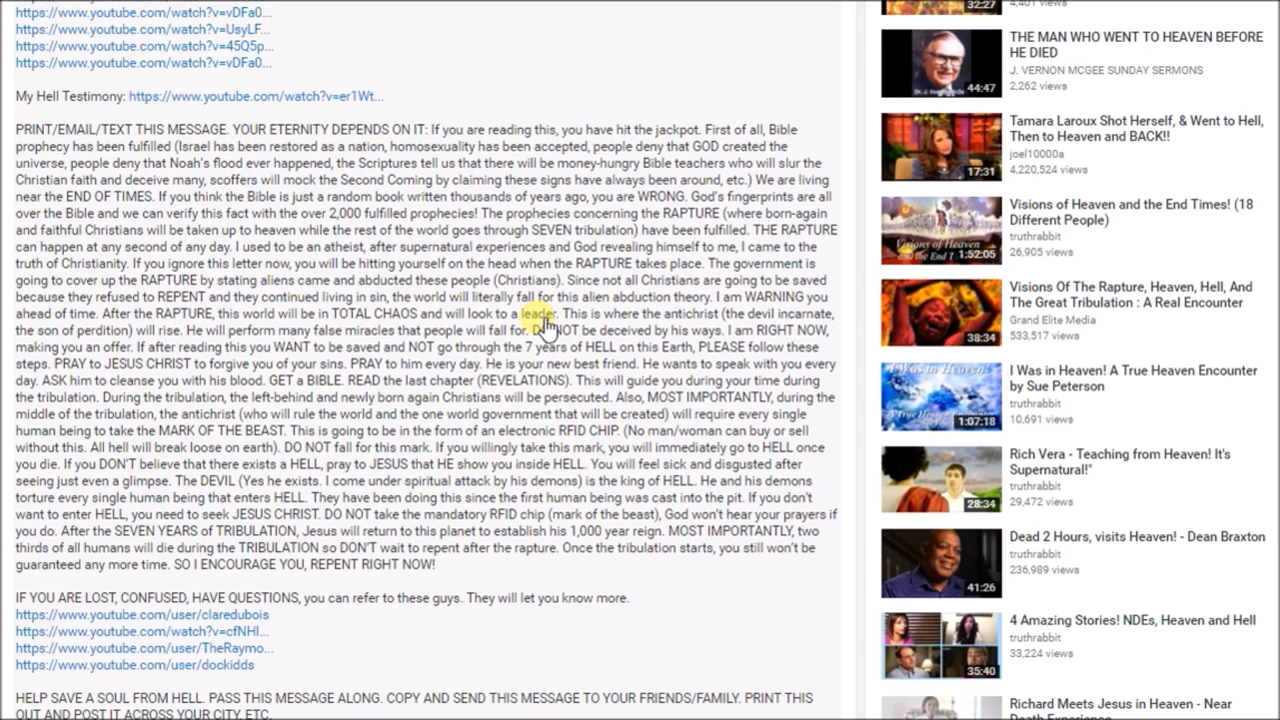 https://www.youtube.com/watch?v=vDFa0...
https://www.youtube.com/watch?v=UsyLF...
https://www.youtube.com/watch?v=45Q5p...
https://www.youtube.com/watch?v=vDFa0...
My Hell Testimony: https://www.youtube.com/watch?v=er1Wt...
PRINT/EMAIL/TEXT THIS MESSAGE. YOUR ETERNITY DEPENDS ON IT: If you are reading this, you have hit the jackpot. First of all, Bible
prophecy has been fulfilled (Israel has been restored as a nation, homosexuality has been accepted, people deny that GOD created the
universe, people deny that Noah's flood ever happened, the Scriptures tell us that there will be money-hungry Bible teachers who will slur the
Christian faith and deceive many, scoffers will mock the Second Coming by claiming these signs have always been around, etc.) We are living
near the END OF TIMES. If you think the Bible is just a random book written thousands of years ago, you are WRONG. God's fingerprints are all
over the Bible and we can verify this fact with the over 2,000 fulfilled prophecies! The prophecies concerning the RAPTURE (where born-again
and faithful Christians will be taken to heaven while the rest of the world goes through SEVEN tribulation) have been fulfilled. THE RAPTURE
can happen at any second of any day. I used to be an atheist, after supernatural experiences and God revealing himself to me, I came to the
truth of Christianity. If you ignore this message, you will be hitting yourself in the head when the RAPTURE takes place. The government is
going to cover up the RAPTURE by stating aliens came and abducted these people (Christians). Since not all Christians are going to be saved
because they refused to REPENT and they continued living in sin, the world will literally fall for this alien abduction theory. I am WARNING you
ahead of time. After the RAPTURE, this world will be in TOTAL CHAOS and will look to a leader. This is where the antichrist (the devil incarnate,
the son of perdition) will rise. He will perform many false miracles that people will fall for. DO NOT be deceived by his ways. I am RIGHT NOW,
making you an offer. If after reading this you WANT to be saved and NOT go through the 7 years of HELL on this Earth, PLEASE follow these
steps. PRAY to JESUS CHRIST. REPENT for all of your sins. PRAY to him every day. He is your new best friend. He wants to speak with you every
day. ASK him to cleanse you with his blood. GET a BIBLE. READ the last chapter (REVELATIONS). This will guide you during your time during
the tribulation. During the tribulation, the left-behind and newly born again Christians will be persecuted. Also, MOST IMPORTANTLY, during the
middle of the tribulation, the antichrist (who will rule the world and the one world government that will be created) will require every single
human being to take the MARK OF THE BEAST. This is going to be in the form of an electronic RFID CHIP. (No man/woman can buy or sell
without this. All hell will break loose on earth). DO NOT fall for this mark. If you willingly take this mark, you will immediately go to HELL once
you die. If you DON'T believe that there exists a HELL, pray to JESUS that HE show you inside HELL. You will feel sick and disgusted after
seeing just even a glimpse. The DEVIL (yes he exists. I come under spiritual attack by his demons) is the king of HELL. He and his demons
torture every single human being that enters HELL. They have been doing this since the first human being was cast into the pit. If you don't
want to enter HELL, you need to seek JESUS NOW. If you take the mandatory RFID chip (mark of the beast), God won't hear your prayers if
you do. After the SEVEN YEARS of TRIBULATION, Jesus will return to this planet to establish his 1,000 year reign. MOST IMPORTANTLY, two
thirds of all humans will die during the TRIBULATION so DON'T wait to repent after the rapture. Once the tribulation starts, you still won't be
guaranteed any more time. SO I ENCOURAGE YOU, REPENT RIGHT NOW!
IF YOU ARE LOST, CONFUSED, HAVE QUESTIONS, you can refer to these guys. They will let you know more.
https://www.youtube.com/user/claredubois
https://www.youtube.com/watch?v=cfNHI...
https://www.youtube.com/user/TheRaymo...
https://www.youtube.com/user/dockidds
HELP SAVE A SOUL FROM HELL. PASS THIS MESSAGE ALONG. COPY AND SEND THIS MESSAGE TO YOUR FRIENDS/FAMILY. PRINT THIS
OUT AND POST IT ACROSS YOUR CITY, ETC.
32:27
4,401 views
THE MAN WHO WENT TO HEAVEN BEFORE
HE DIED
J. VERNON MCGEE SUNDAY SERMONS
2,262 views
44:47
Tamara Laroux Shot Herself, & Went to Hell,
Then to Heaven and BACK!!
joel10000a
4,220,524 views
17:31
Visions of Heaven and the End Times! (18
Different People)
truthrabbit
26,905 views
Visions of Heaven
and the End T
1:52:05
Visions Of The Rapture, Heaven, Hell, And
The Great Tribulation : A Real Encounter
Grand Elite Media
533,517 views
38:34
I Was in Heaven! A True Heaven Encounter
by Sue Peterson
truthrabbit
10,691 views
I Was in Heaven!
1:07:18
Rich Vera - Teaching from Heaven! It's
Supernatural!"
truthrabbit
29,472 views
28:34
Dead 2 Hours, visits Heaven! - Dean Braxton
truthrabbit
236,989 views
41:26
4 Amazing Stories! NDEs, Heaven and Hell
truthrabbit
33,224 views
35:40
Richard Meets Jesus in Heaven - Near
Death Experience